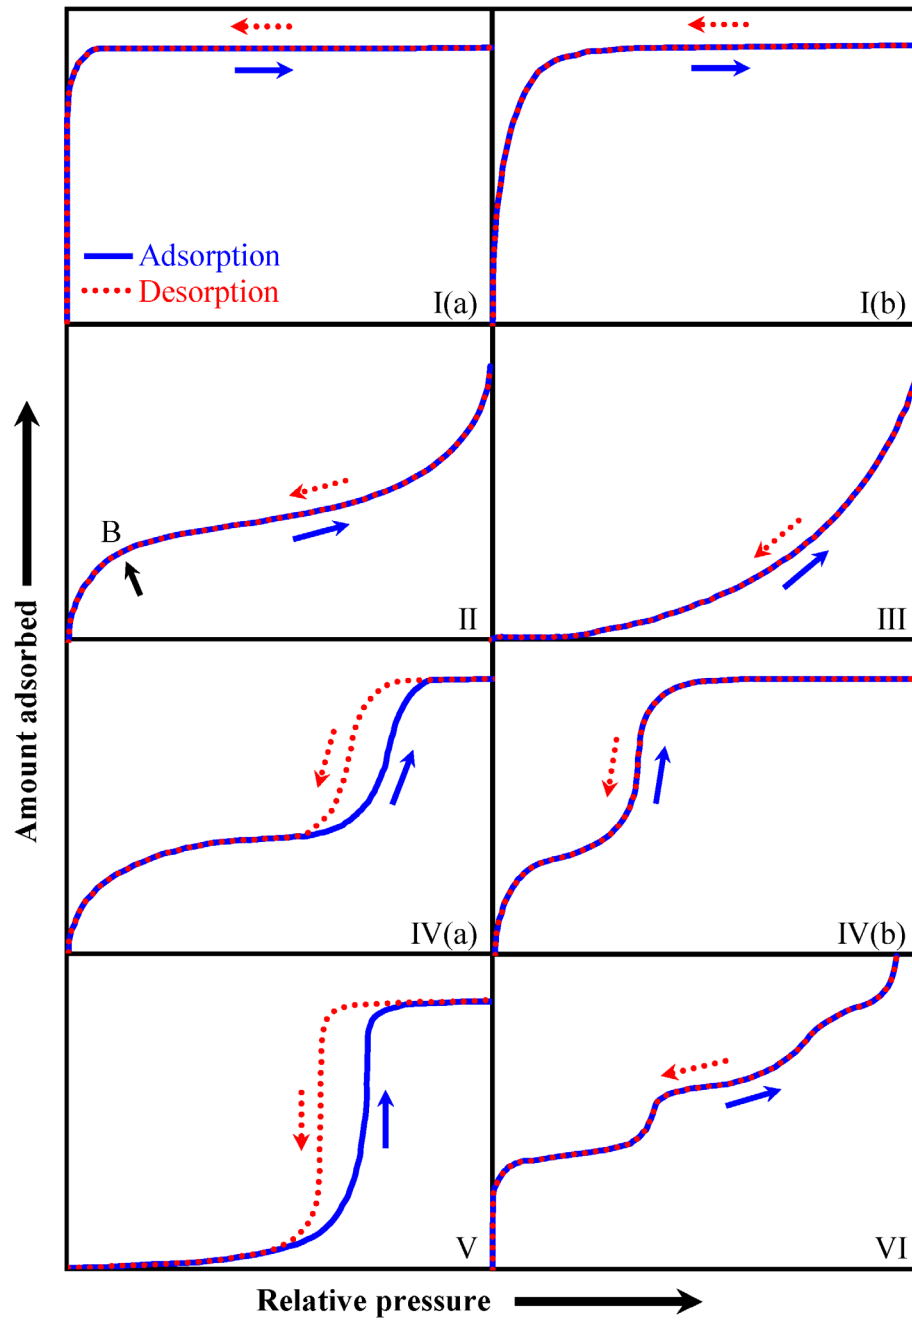 Adsorption
Desorption
I(a)
I(b)
B
II
III
IV(a)
IV(b)
V
VI
Amount adsorbed
Relative pressure